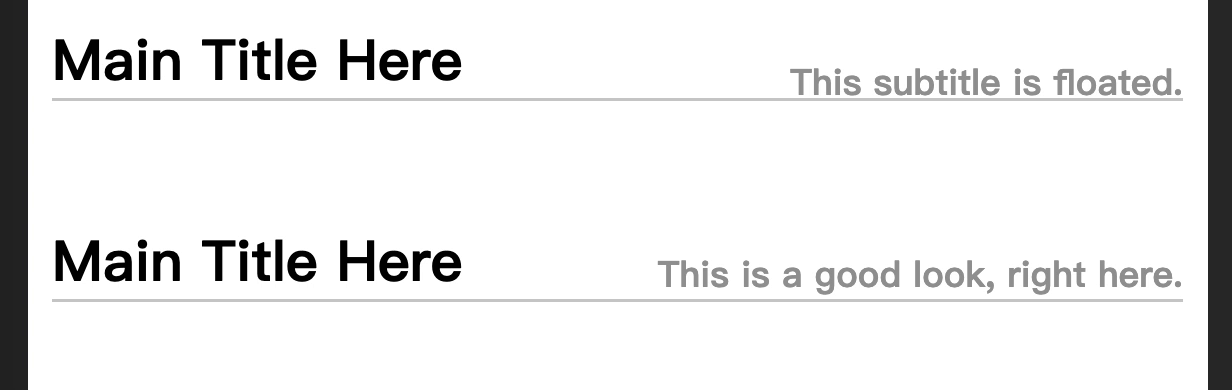 Main Title Here
This subtitle is floated.
Main Title Here
This is a good look, right here.